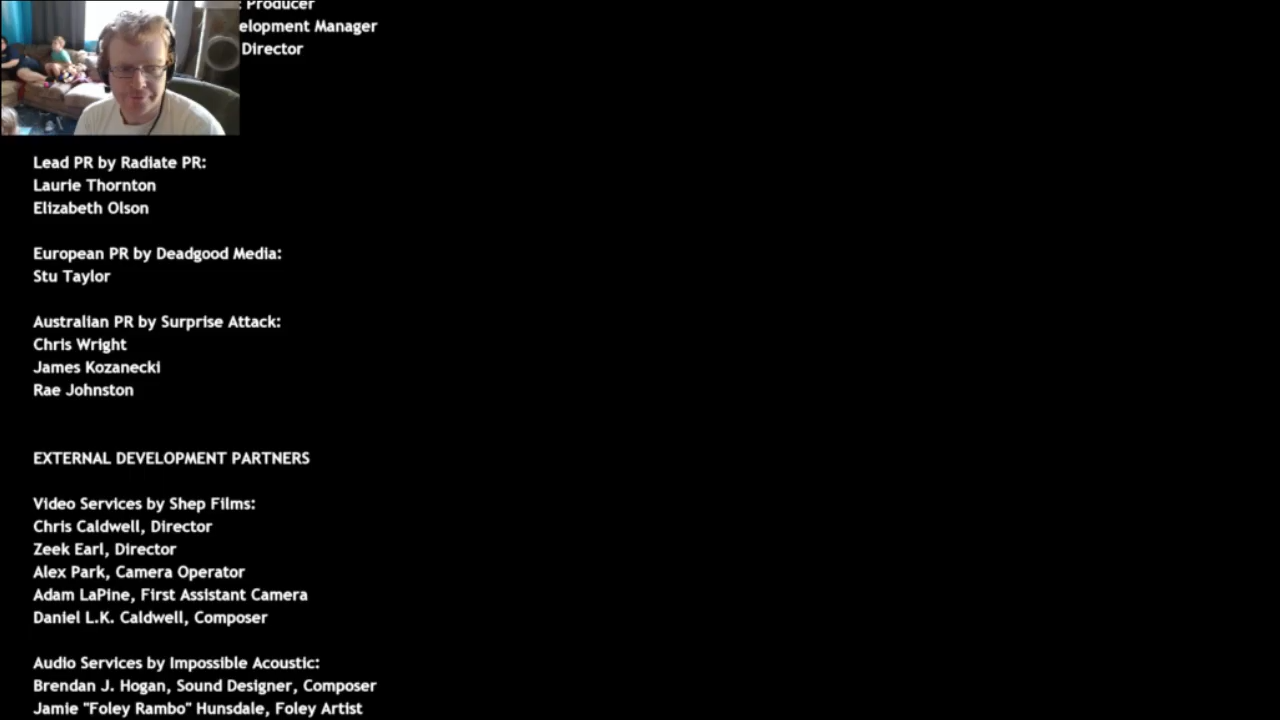 Producer
elopment Manager
Director
Lead PR by Radiate PR:
Laurie Thornton
Elizabeth Olson
European PR by Deadgood Media:
Stu Taylor
Australian PR by Surprise Attack:
Chris Wright
James Kozanecki
Rae Johnston
EXTERNAL DEVELOPMENT PARTNERS
Video Services by Shep Films:
Chris Caldwell, Director
Zeek Earl, Director
Alex Park, Camera Operator
Adam LaPine, First Assistant Camera
Daniel L.K. Caldwell, Composer
Audio Services by Impossible Acoustic:
Brendan J. Hogan, Sound Designer, Composer
Jamie "Foley Rambo" Hunsdale, Foley Artist